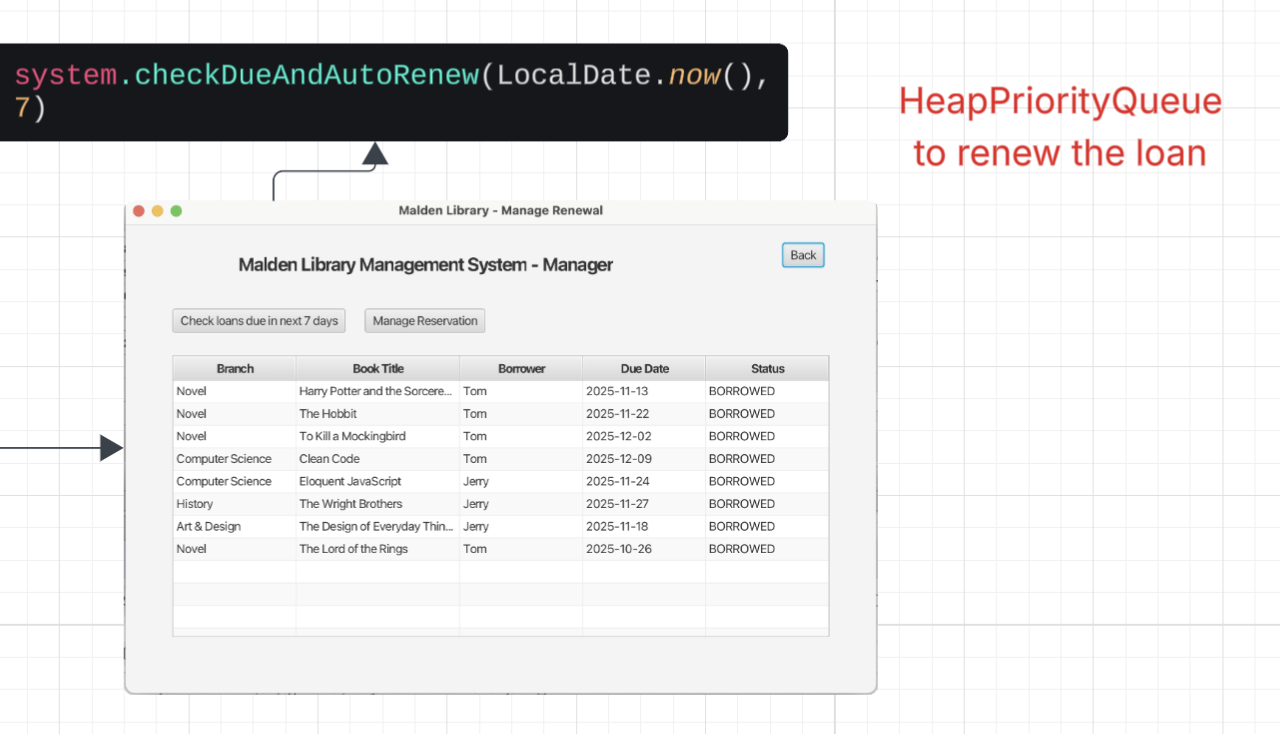 system.checkDueAndAutoRenew(LocalDate.now(),
7)
HeapPriorityQueue
to renew the loan
Malden Library - Manage Renewal
Malden Library Management System - Manager
Back
Check loans due in next 7 days
Manage Reservation
Branch Book Title Borrower Due Date Status
Novel Harry Potter and the Sorcere... Tom 2025-11-13 BORROWED
Novel The Hobbit Tom 2025-11-22 BORROWED
Novel To Kill a Mockingbird Tom 2025-12-02 BORROWED
Computer Science Clean Code Tom 2025-12-09 BORROWED
Computer Science Eloquent JavaScript Jerry 2025-11-24 BORROWED
History The Wright Brothers Jerry 2025-11-27 BORROWED
Art & Design The Design of Everyday Thin... Jerry 2025-11-18 BORROWED
Novel The Lord of the Rings Tom 2025-10-26 BORROWED